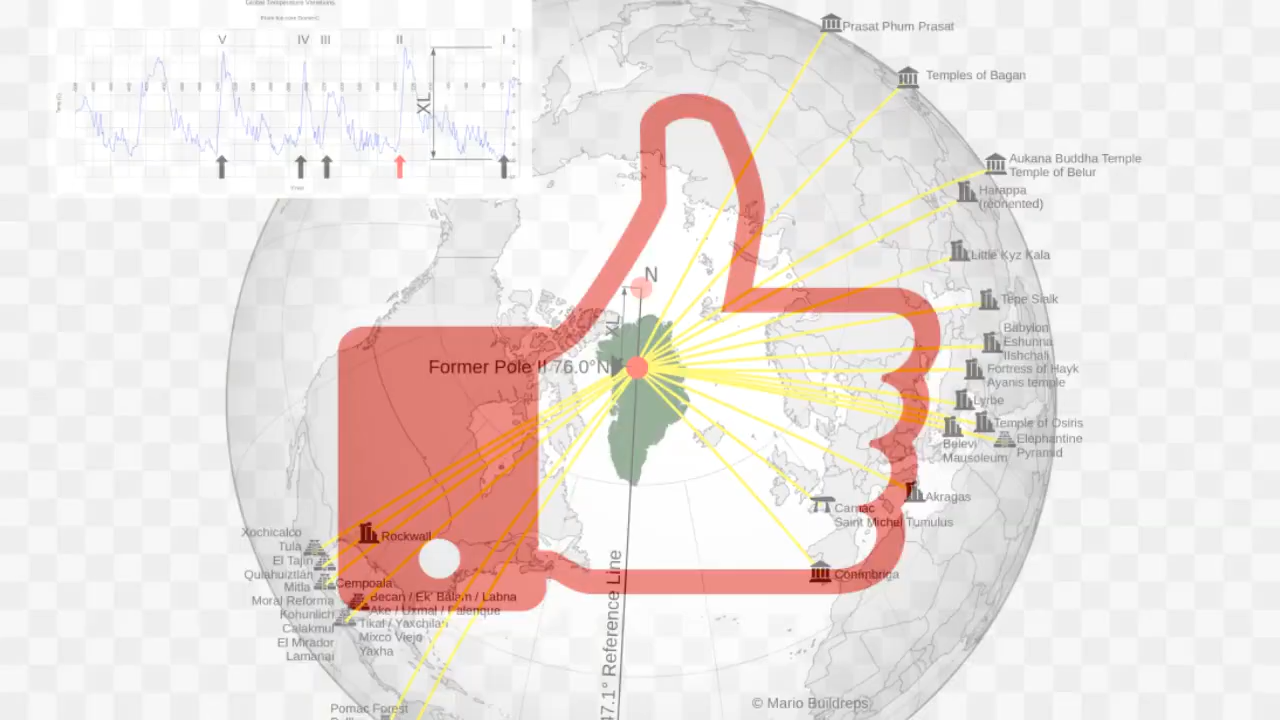 Global Temperature Variations.
V
IV
III
II
I
XL
Prasat Phum Prasat
Temples of Bagan
Aukana Buddha Temple
Temple of Belur
Harappa
(reoriented)
Little Kyz Kala
Tepe Sialk
Babylon
Eshunna
Ilshchali
Fortress of Hayk
Ayanis temple
Lyrbe
Temple of Osiris
Elephantine
Pyramid
Belevi
Mausoleum
Akragas
Carnac
Saint Michel Tumulus
Conimbriga
N
XL
Former Pole II 76.0°N
47.1° Reference Line
Xochicalco
Tula
El Tajin
Quiahuiztlán
Mitla
Moral Reforma
Kohunlich
Calakmul
El Mirador
Lamanai
Rockwall
Cempoala
Becan / Ek' Balam / Labna
Ake / Uxmal / Palenque
Tikal / Yaxchilan
Mixco Viejo
Yaxha
Pomac Forest
© Mario Buildreps